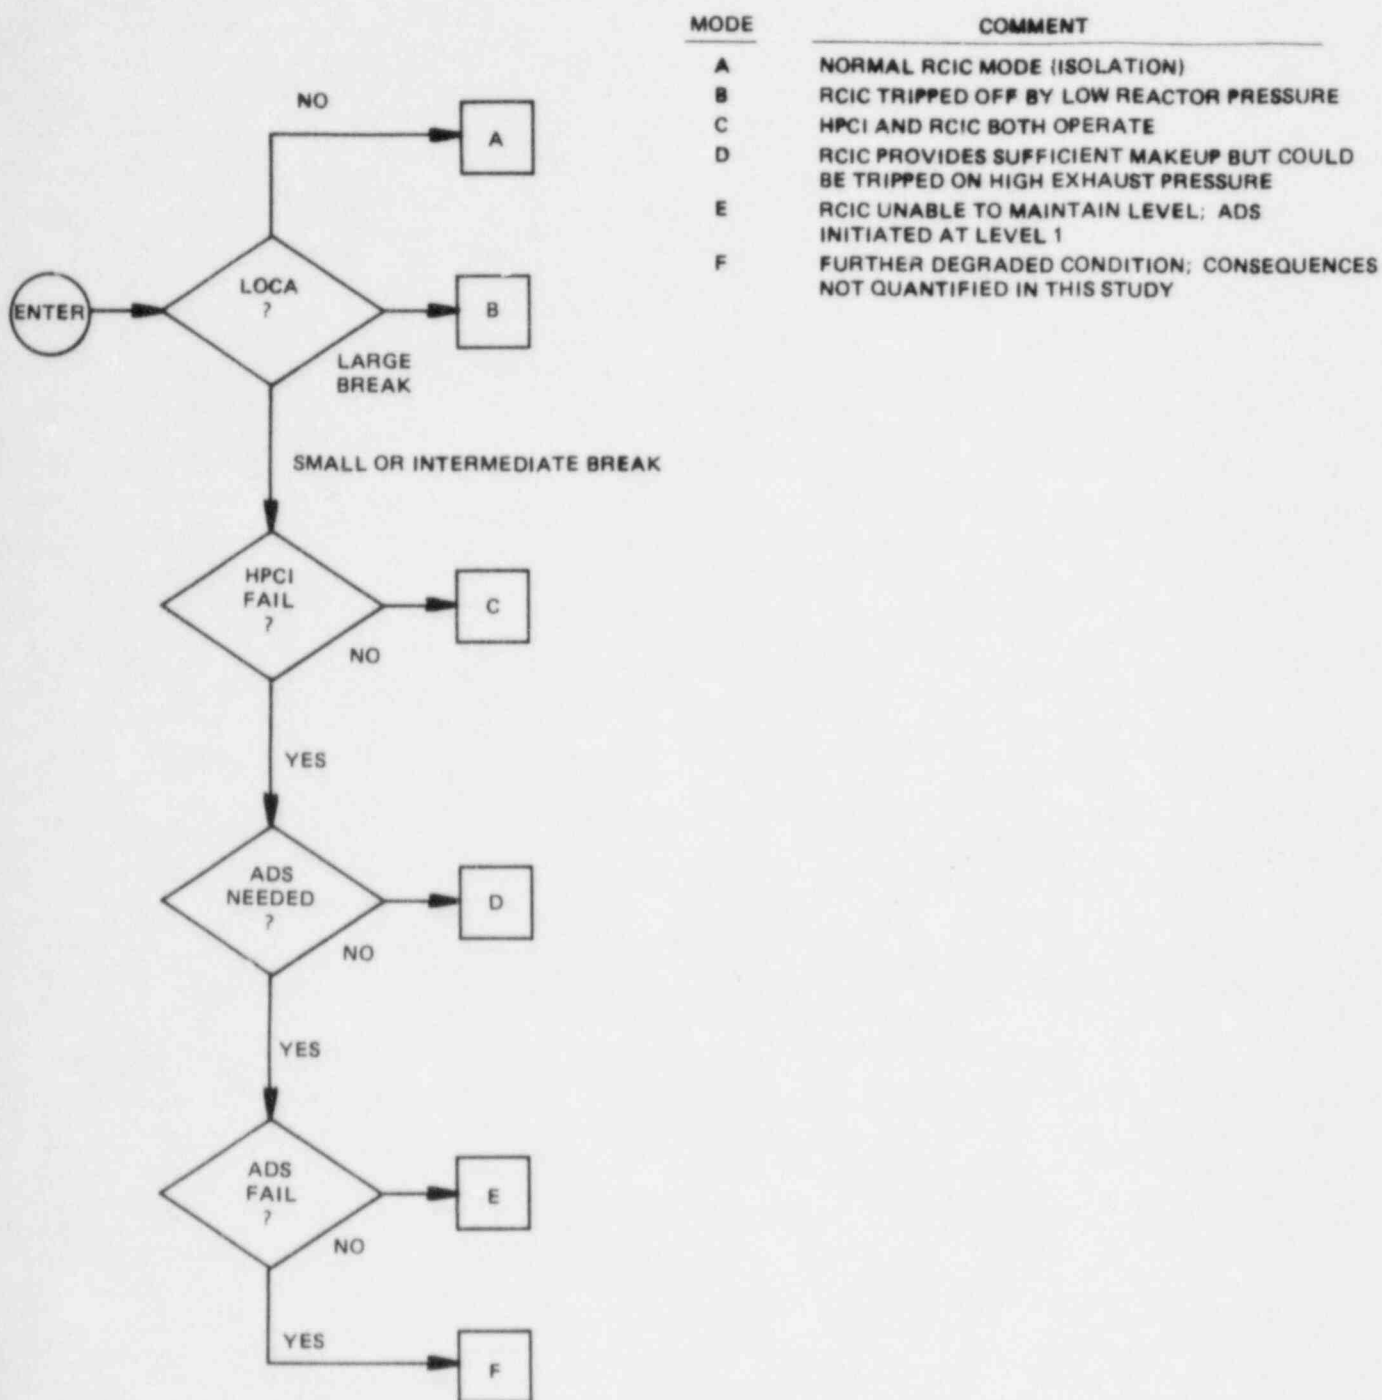 MODE COMMENT
A NORMAL RCIC MODE (ISOLATION)
B RCIC TRIPPED OFF BY LOW REACTOR PRESSURE
C HPCI AND RCIC BOTH OPERATE
D RCIC PROVIDES SUFFICIENT MAKEUP BUT COULD
BE TRIPPED ON HIGH EXHAUST PRESSURE
E RCIC UNABLE TO MAINTAIN LEVEL; ADS
INITIATED AT LEVEL 1
F FURTHER DEGRADED CONDITION; CONSEQUENCES
NOT QUANTIFIED IN THIS STUDY
NO
A
ENTER
LOCA
?
B
LARGE
BREAK
SMALL OR INTERMEDIATE BREAK
HPCI
FAIL
?
C
NO
YES
ADS
NEEDED
?
D
NO
YES
ADS
FAIL
?
E
NO
YES
F